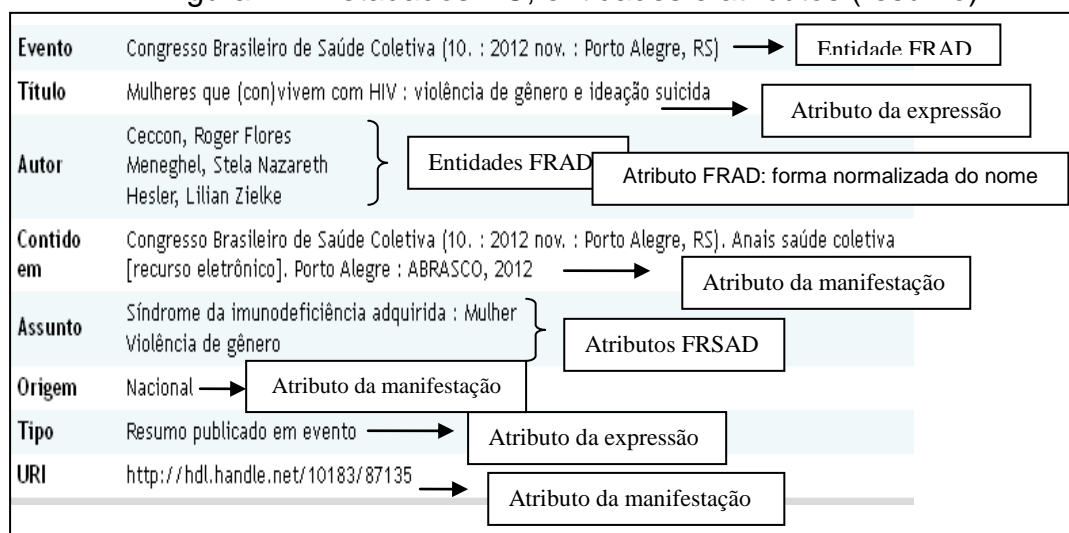 Evento Congresso Brasileiro de Saúde Coletiva (10. : 2012 nov. : Porto Alegre, RS) Entidade FRAD
Título Mulheres que (con)vivem com HIV : violência de gênero e ideação suicida
Atributo da expressão
Autor
Ceccon, Roger Flores
Meneghel, Stela Nazareth
Hesler, Lilian Zielke
Entidades FRAD
Atributo FRAD: forma normalizada do nome
Contido em
Congresso Brasileiro de Saúde Coletiva (10. : 2012 nov. : Porto Alegre, RS). Anais saúde coletiva
[recurso eletrônico]. Porto Alegre : ABRASCO, 2012
Atributo da manifestação
Assunto
Síndrome da imunodeficiência adquirida : Mulher
Violência de gênero
Atributos FRSAD
Origem Nacional Atributo da manifestação
Tipo Resumo publicado em evento Atributo da expressão
URI http://hdl.handle.net/10183/87135
Atributo da manifestação